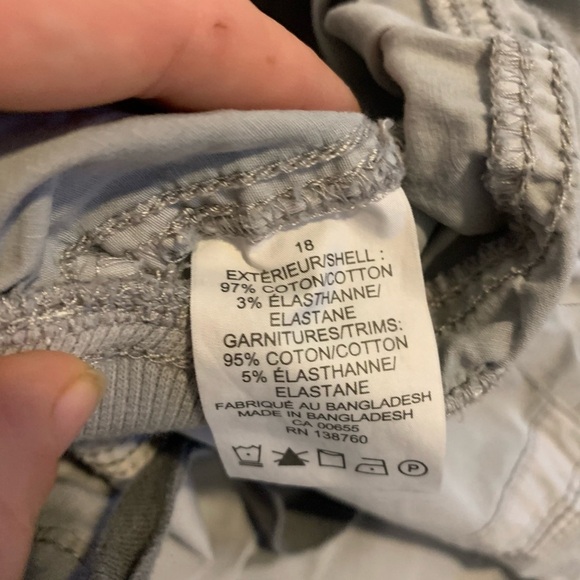 18
EXTÉRIEUR/SHELL :
97% COTON/COTTON
3% ÉLASTHANNE/
ELASTANE
GARNITURES/TRIMS:
95% COTON/COTTON
5% ÉLASTHANNE/
ELASTANE
FABRIQUÉ AU BANGLADESH
MADE IN BANGLADESH
CA 00655
RN 138760
P